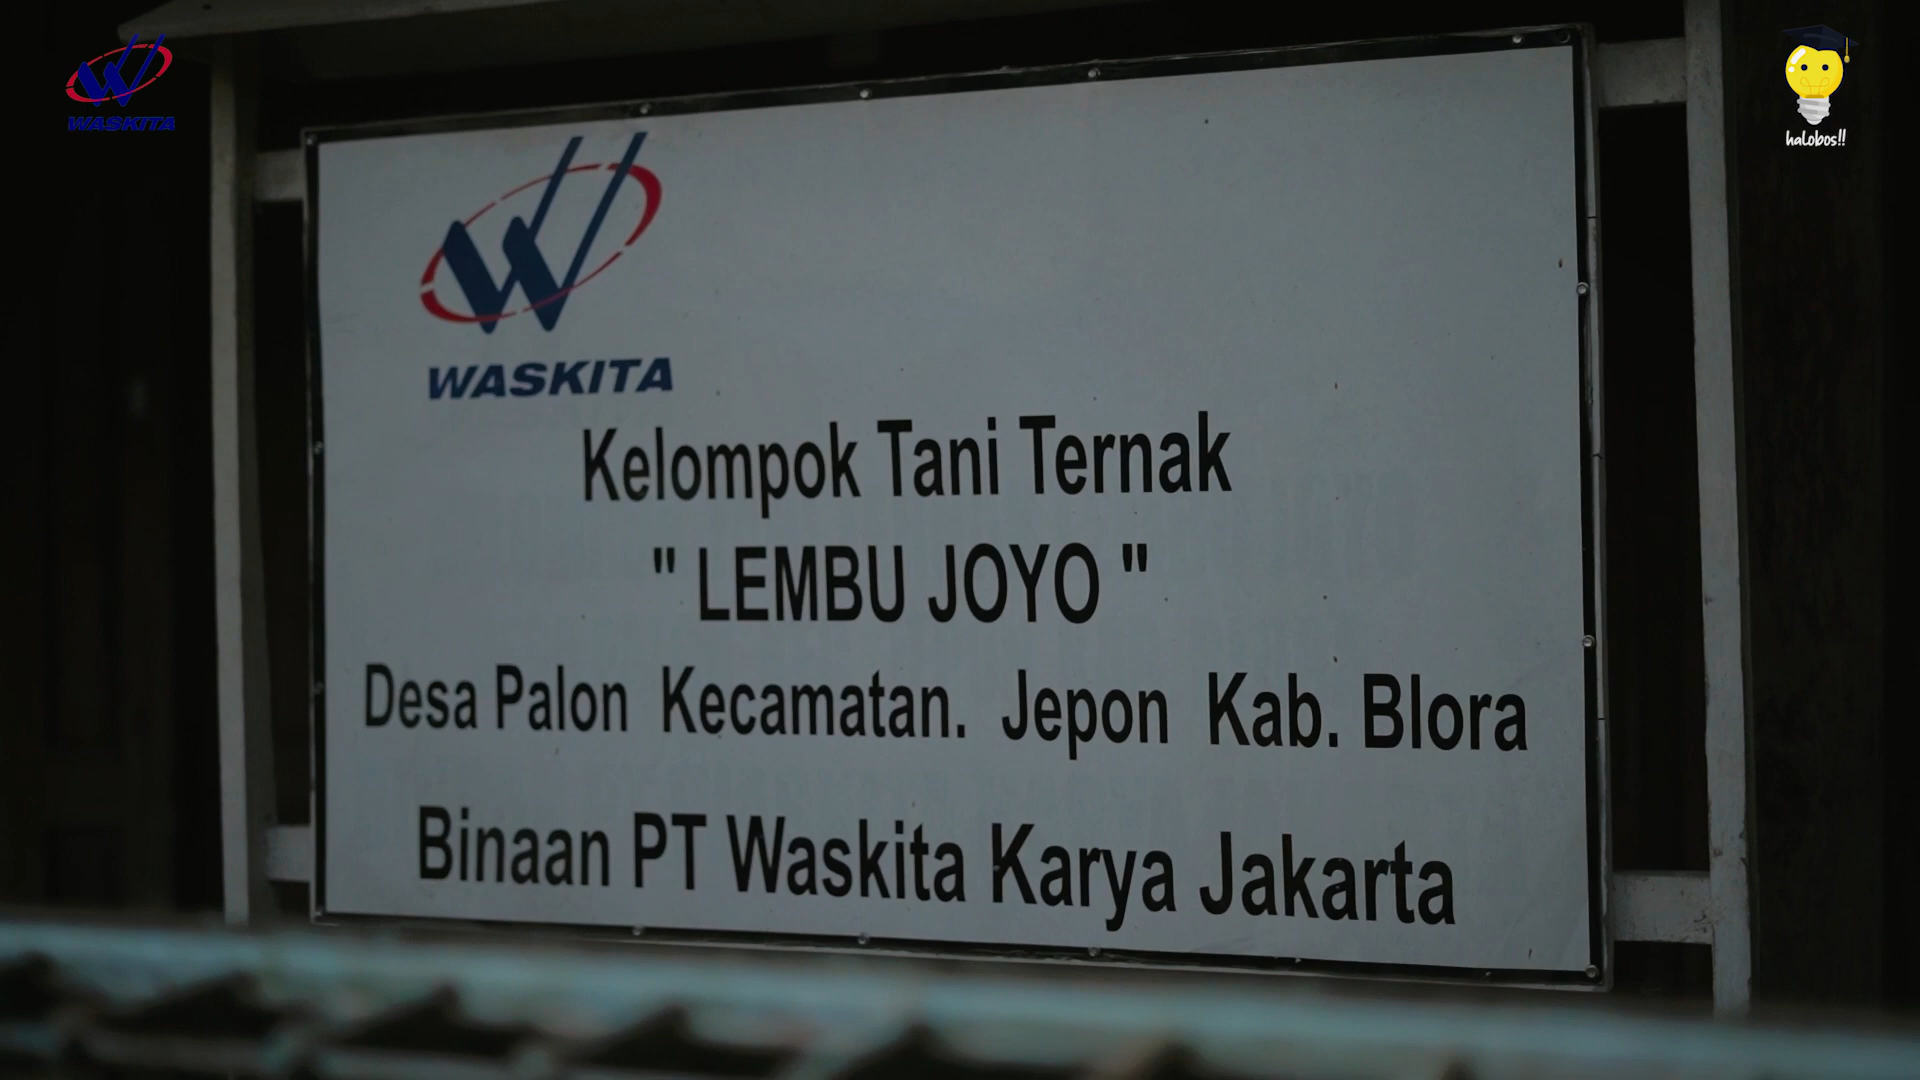 WASKITA
halobos!!
WASKITA
Kelompok Tani Ternak
" LEMBU JOYO "
Desa Palon Kecamatan. Jepon Kab. Blora
Binaan PT Waskita Karya Jakarta